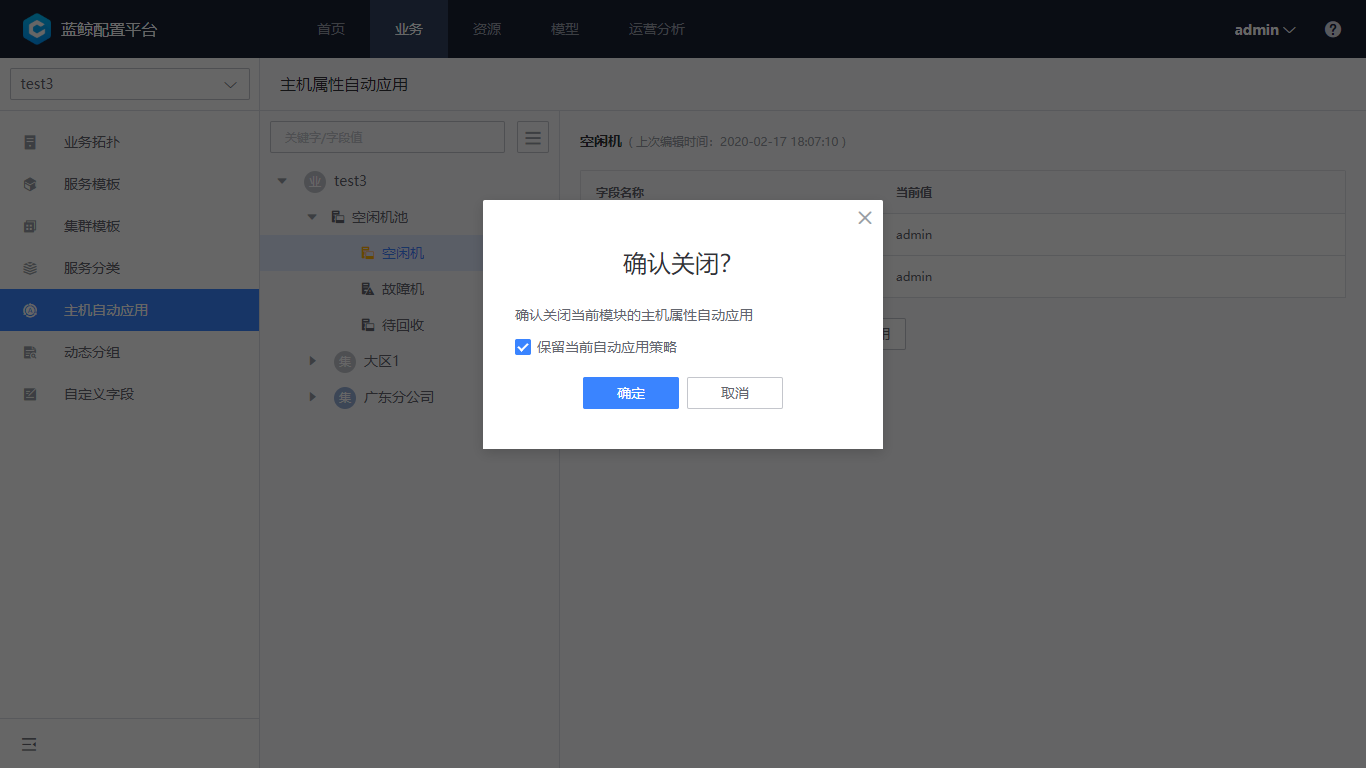 蓝鲸配置平台
首页 业务 资源 模型 运营分析
admin
test3
主机属性自动应用
业务拓扑
服务模板
集群模板
服务分类
主机自动应用
动态分组
自定义字段
关键字/字段值
业 test3
空闲机池
空闲机
故障机
待回收
集 大区1
集 广东分公司
空闲机 ( 上次编辑时间：2020-02-17 18:07:10 )
字段名称 当前值
admin
admin
确认关闭?
确认关闭当前模块的主机属性自动应用
保留当前自动应用策略
确定 取消